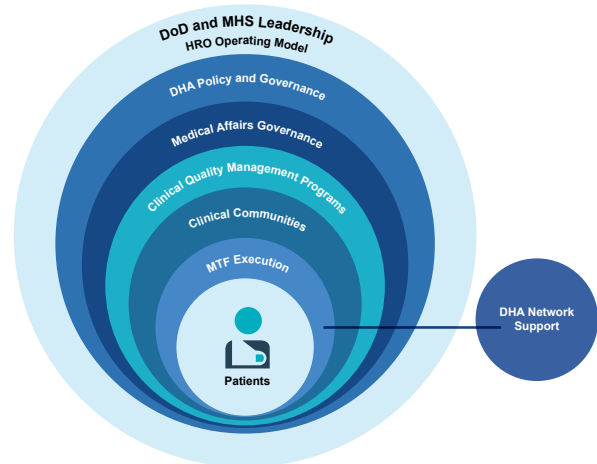 DoD and MHS Leadership
HRO Operating Model
DHA Policy and Governance
Medical Affairs Governance
Clinical Quality Management Programs
Clinical Communities
MTF Execution
Patients
DHA Network
Support